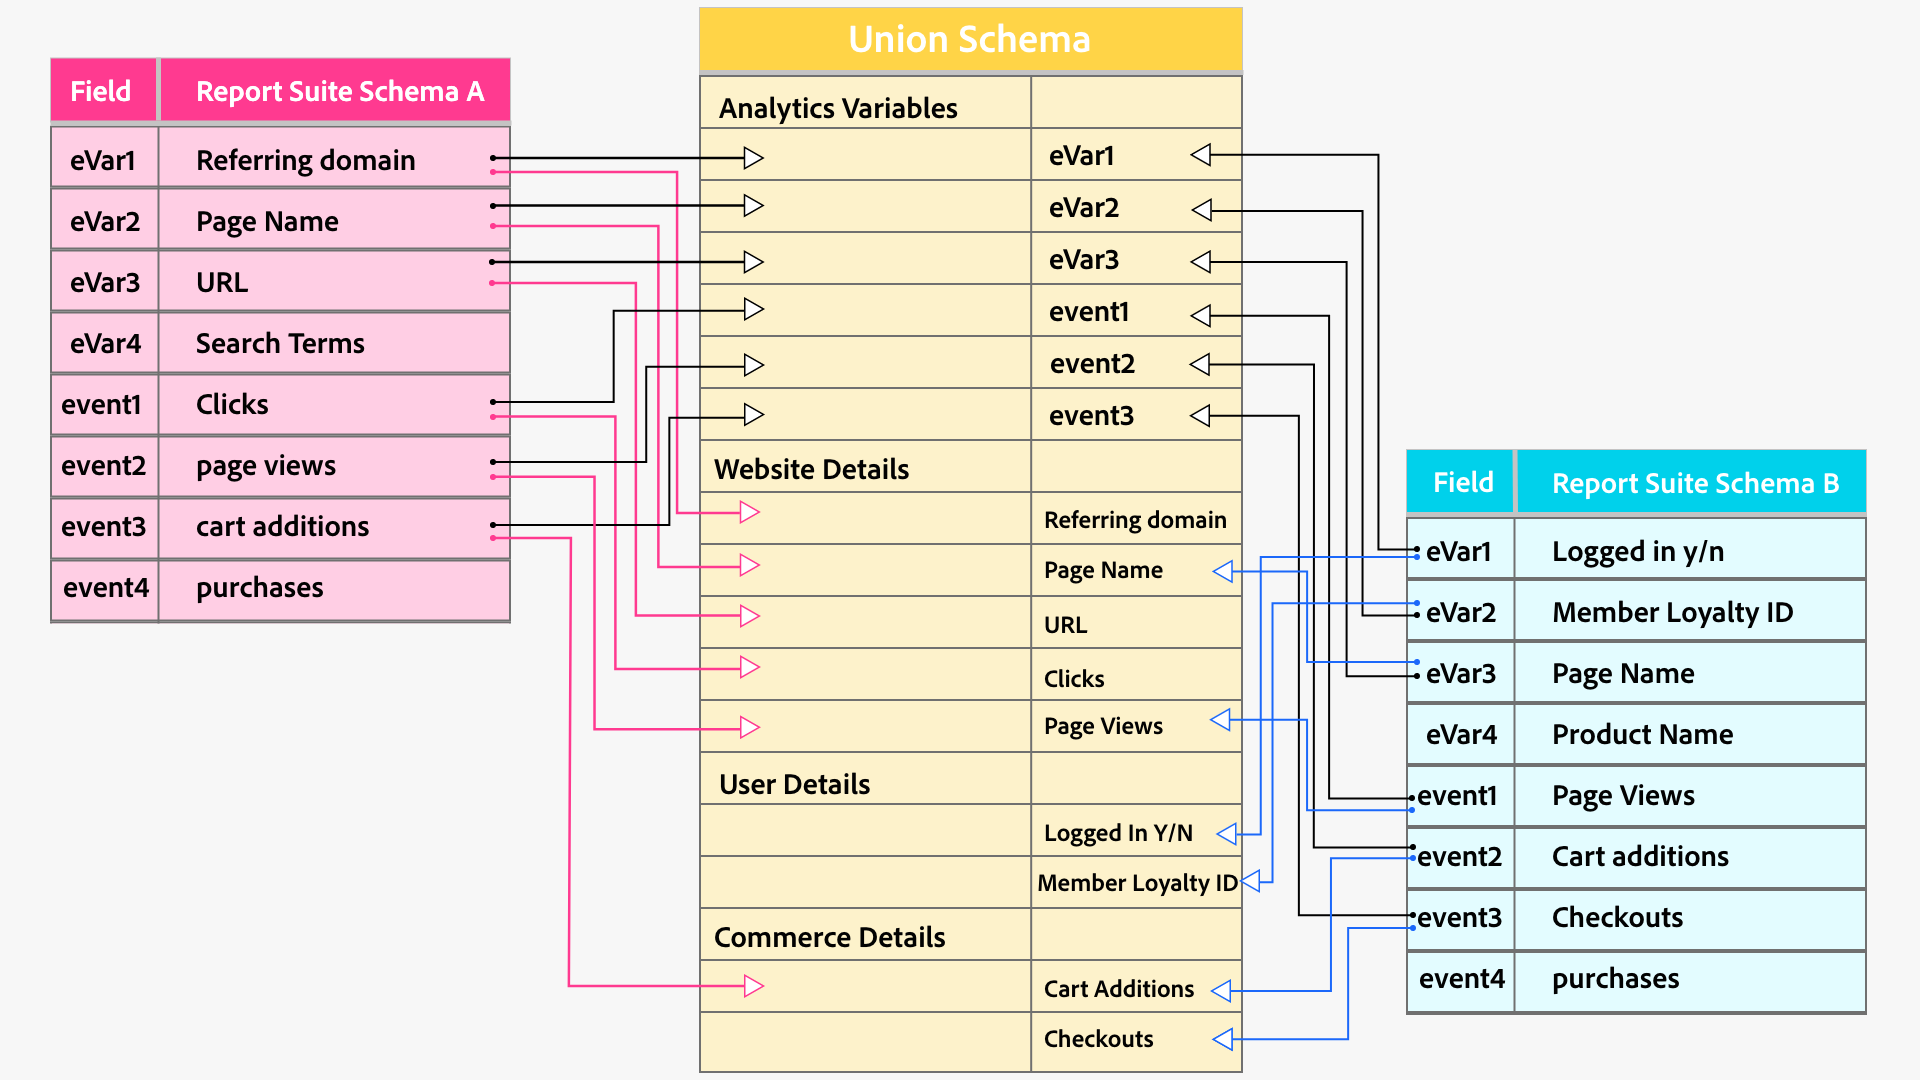 Field Report Suite Schema A
eVar1 Referring domain
eVar2 Page Name
eVar3 URL
eVar4 Search Terms
event1 Clicks
event2 page views
event3 cart additions
event4 purchases
Union Schema
Analytics Variables
eVar1
eVar2
eVar3
event1
event2
event3
Website Details
Referring domain
Page Name
URL
Clicks
Page Views
User Details
Logged In Y/N
Member Loyalty ID
Commerce Details
Cart Additions
Checkouts
Field Report Suite Schema B
eVar1 Logged in y/n
eVar2 Member Loyalty ID
eVar3 Page Name
eVar4 Product Name
event1 Page Views
event2 Cart additions
event3 Checkouts
event4 purchases